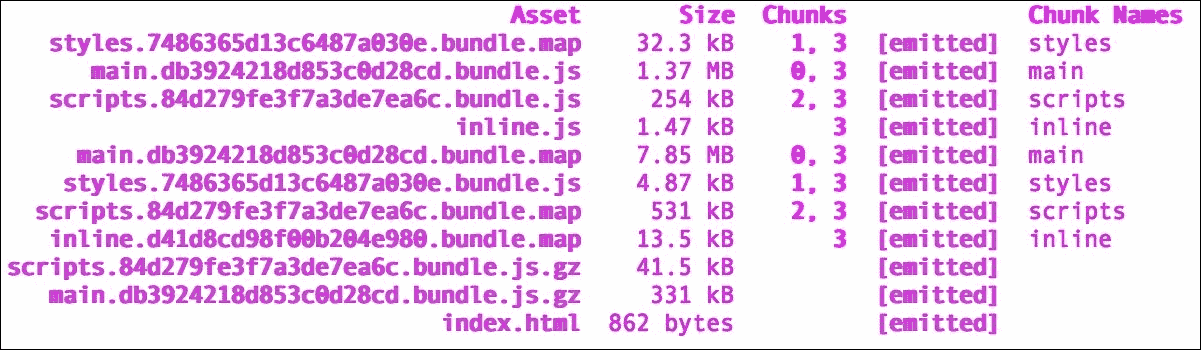 Asset Size Chunks Chunk Names
styles.7486365d13c6487a030e.bundle.map 32.3 kB 1, 3 [emitted] styles
main.db3924218d853c0d28cd.bundle.js 1.37 MB 0, 3 [emitted] main
scripts.84d279fe3f7a3de7ea6c.bundle.js 254 kB 2, 3 [emitted] scripts
inline.js 1.47 kB 3 [emitted] inline
main.db3924218d853c0d28cd.bundle.map 7.85 MB 0, 3 [emitted] main
styles.7486365d13c6487a030e.bundle.js 4.87 kB 1, 3 [emitted] styles
scripts.84d279fe3f7a3de7ea6c.bundle.map 531 kB 2, 3 [emitted] scripts
inline.d41d8cd98f00b204e980.bundle.map 13.5 kB 3 [emitted] inline
scripts.84d279fe3f7a3de7ea6c.bundle.js.gz 41.5 kB [emitted]
main.db3924218d853c0d28cd.bundle.js.gz 331 kB [emitted]
index.html 862 bytes [emitted]